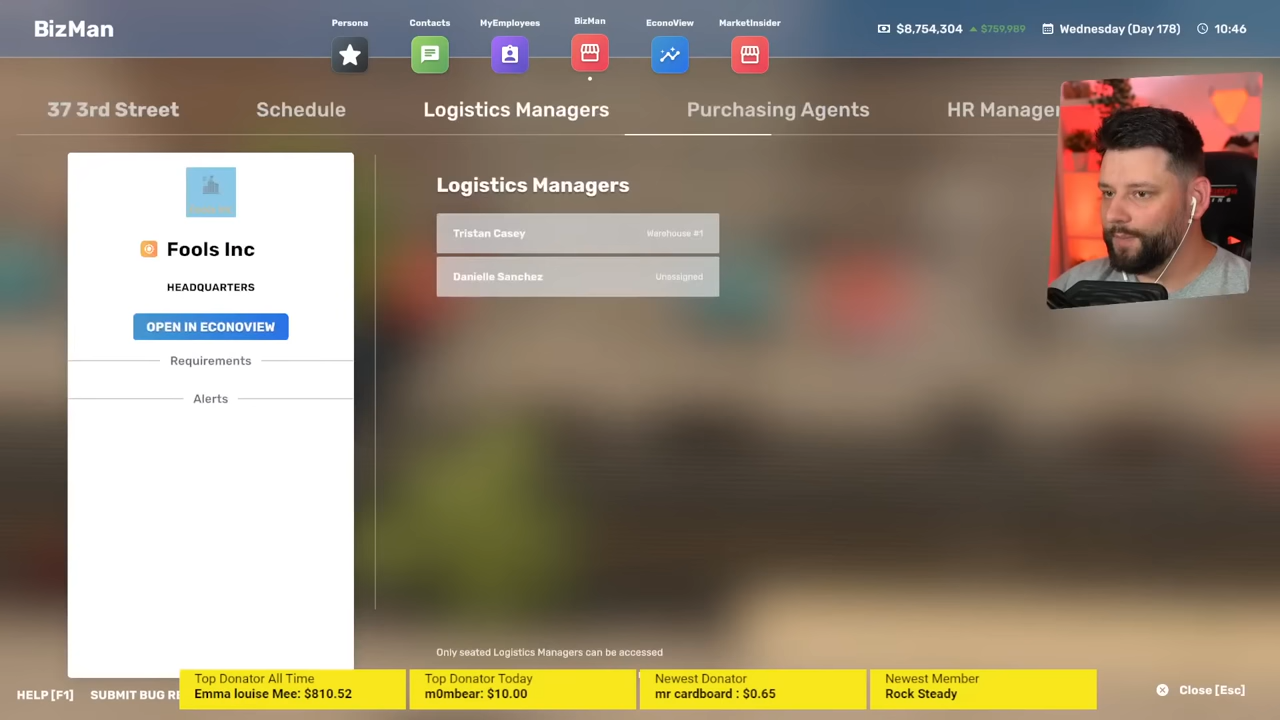 BizMan
Persona
Contacts
MyEmployees
BizMan
EconoView
MarketInsider
$8,754,304
$759,989
Wednesday (Day 178)
10:46
37 3rd Street
Schedule
Logistics Managers
Purchasing Agents
HR Manager
Fools Inc
HEADQUARTERS
OPEN IN ECONOVIEW
Requirements
Alerts
Logistics Managers
Tristan Casey
Warehouse #1
Danielle Sanchez
Unassigned
Only seated Logistics Managers can be accessed
HELP [F1]
SUBMIT BUG RE
Top Donator All Time
Emma louise Mee: $810.52
Top Donator Today
m0mbear: $10.00
Newest Donator
mr cardboard : $0.65
Newest Member
Rock Steady
Close [Esc]